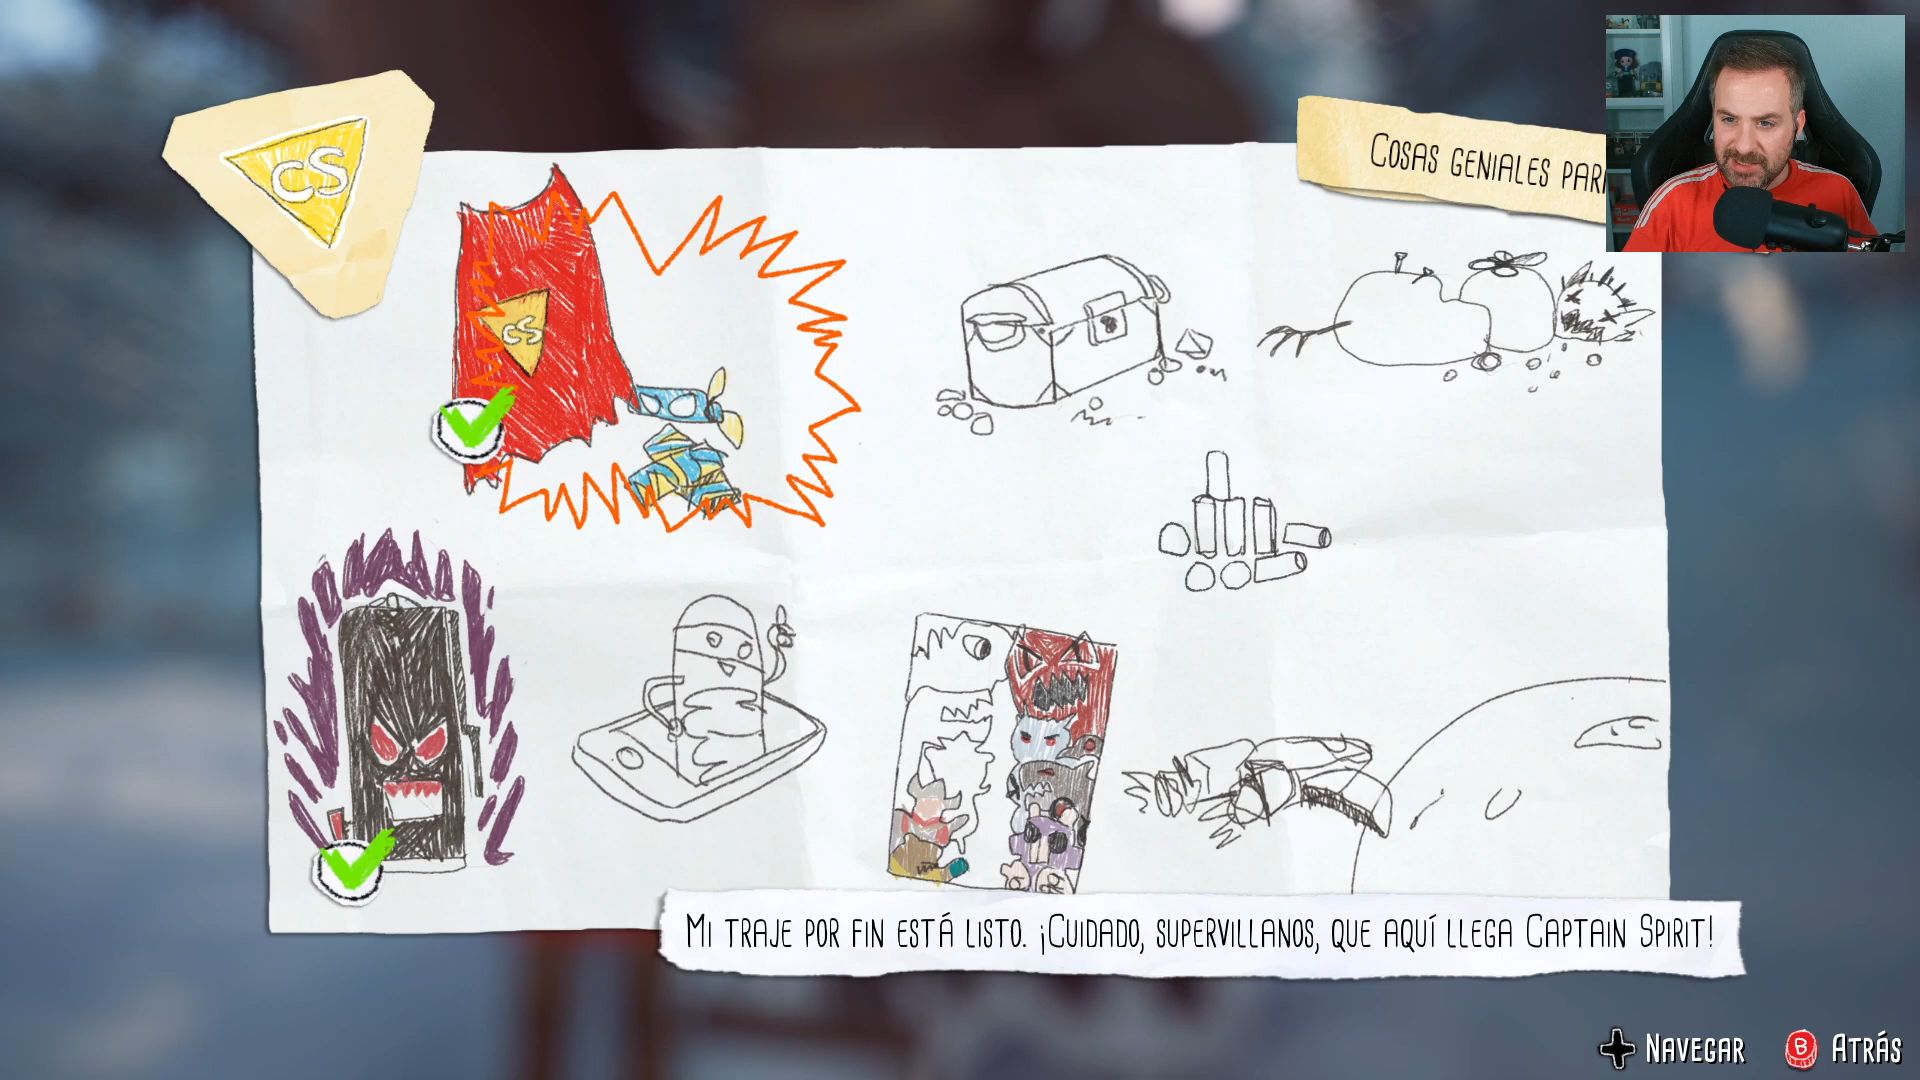 CS
COSAS GENIALES PARA
CS
MI TRAJE POR FIN ESTÁ LISTO. ¡CUIDADO, SUPERVILLANOS, QUE AQUÍ LLEGA CAPTAIN SPIRIT!
NAVEGAR
B ATRÁS